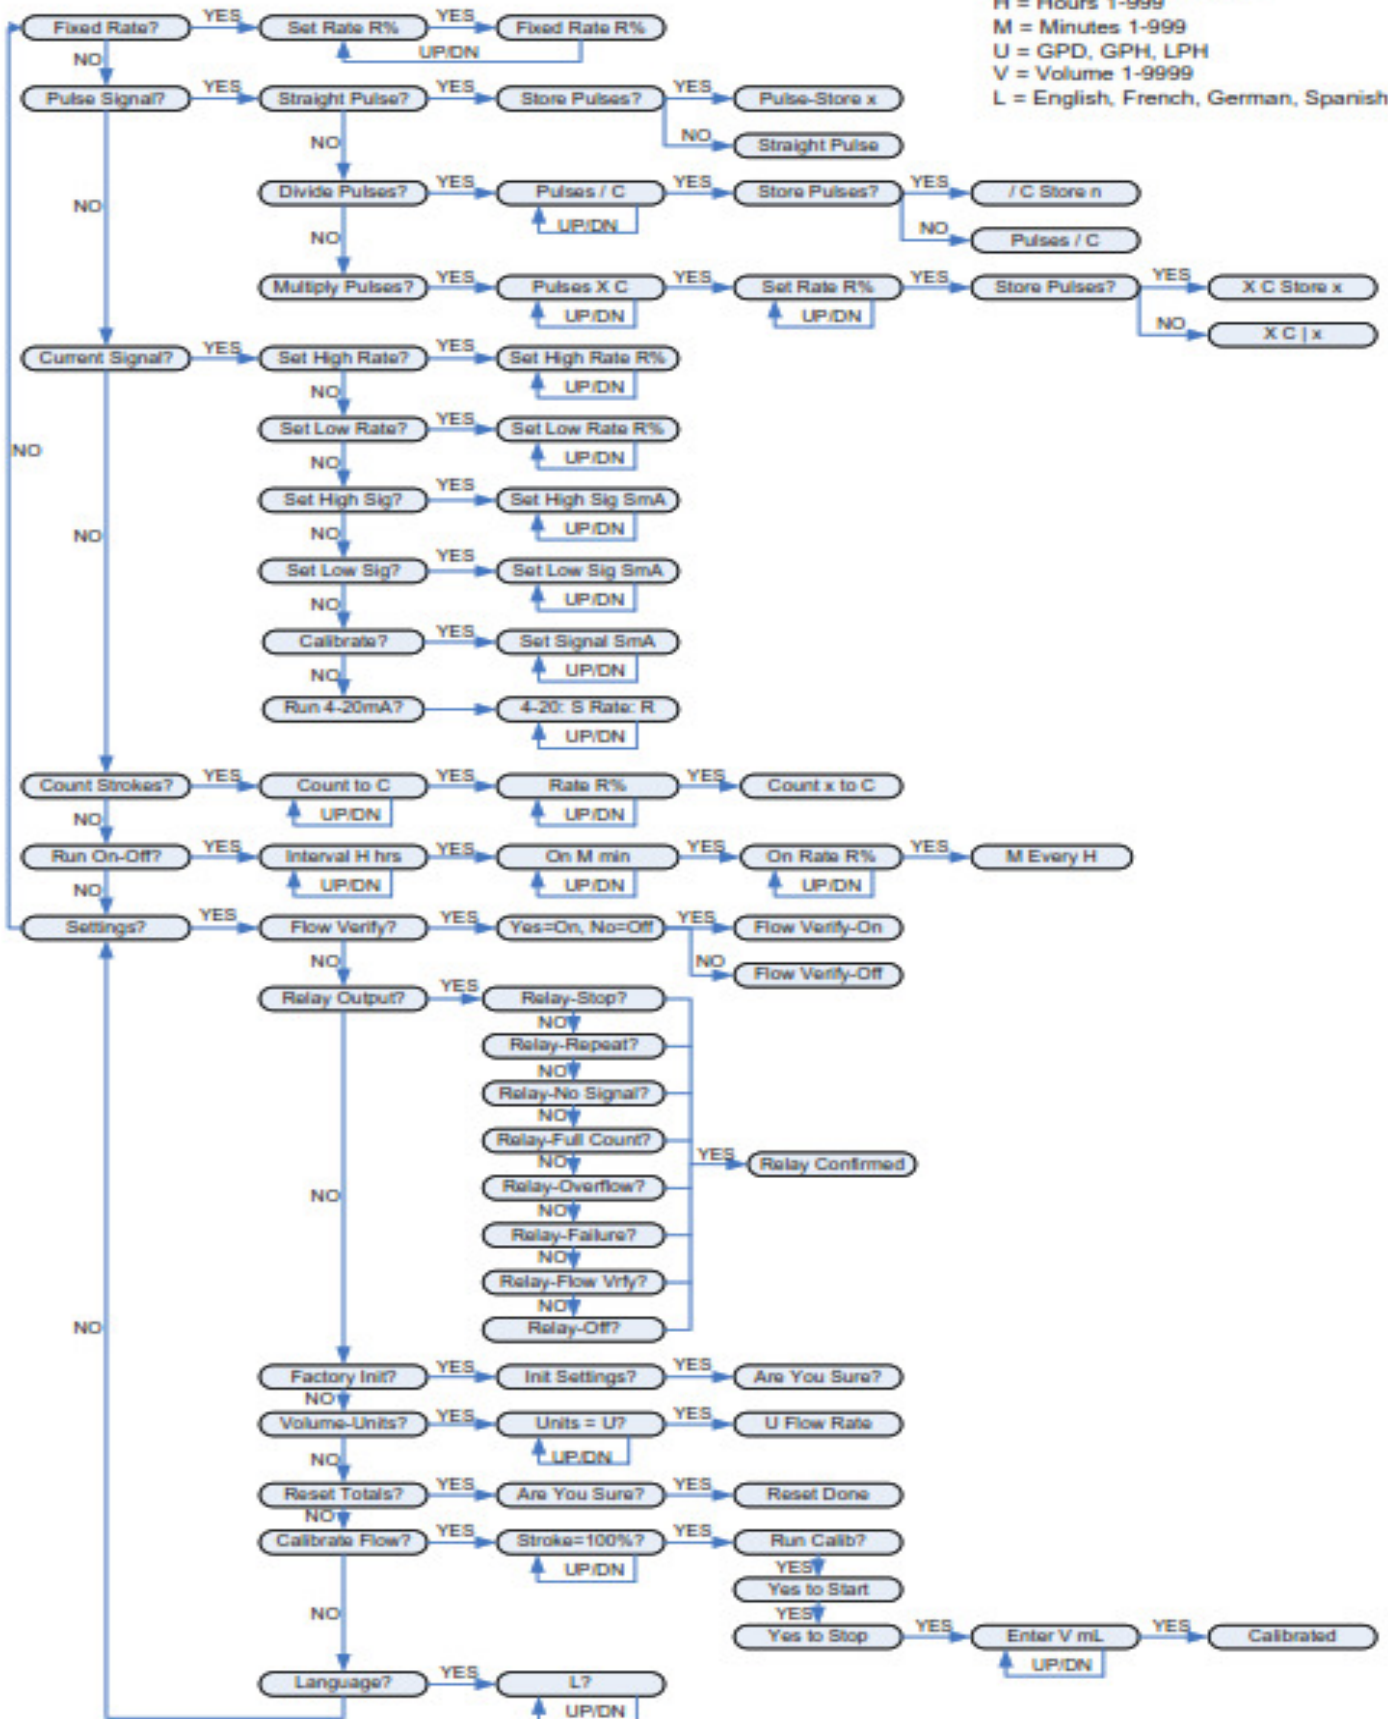 H = Hours 1-999
M = Minutes 1-999
U = GPD, GPH, LPH
V = Volume 1-9999
L = English, French, German, Spanish
Fixed Rate? YES Set Rate R% YES Fixed Rate R%
UP/DN
NO
Pulse Signal? YES Straight Pulse? YES Store Pulses? YES Pulse-Store x
NO NO Straight Pulse
Divide Pulses? YES Pulses / C YES Store Pulses? YES / C Store n
NO UP/DN NO Pulses / C
NO
Multiply Pulses? YES Pulses X C YES Set Rate R% YES Store Pulses? YES X C Store x
UP/DN UP/DN NO X C | x
Current Signal? YES Set High Rate? YES Set High Rate R%
NO UP/DN
Set Low Rate? YES Set Low Rate R%
NO NO UP/DN
Set High Sig? YES Set High Sig SmA
NO NO UP/DN
Set Low Sig? YES Set Low Sig SmA
NO UP/DN
Calibrate? YES Set Signal SmA
NO UP/DN
Run 4-20mA? 4-20: S Rate: R
UP/DN
Count Strokes? YES Count to C YES Rate R% YES Count x to C
NO UP/DN UP/DN
Run On-Off? YES Interval H hrs YES On M min YES On Rate R% YES M Every H
NO UP/DN UP/DN UP/DN
Settings? YES Flow Verify? YES Yes=On, No=Off YES Flow Verify-On
NO NO Flow Verify-Off
Relay Output? YES Relay-Stop?
NO
Relay-Repeat?
NO
Relay-No Signal?
NO
Relay-Full Count?
NO YES Relay Confirmed
Relay-Overflow?
NO NO
Relay-Failure?
NO
Relay-Flow Vrfy?
NO
NO Relay-Off?
Factory Init? YES Init Settings? YES Are You Sure?
NO
Volume-Units? YES Units = U? YES U Flow Rate
NO UP/DN
Reset Totals? YES Are You Sure? YES Reset Done
NO
Calibrate Flow? YES Stroke=100%? YES Run Calib?
UP/DN YES
Yes to Start
NO YES
Yes to Stop YES Enter V mL YES Calibrated
UP/DN
Language? YES L?
UP/DN